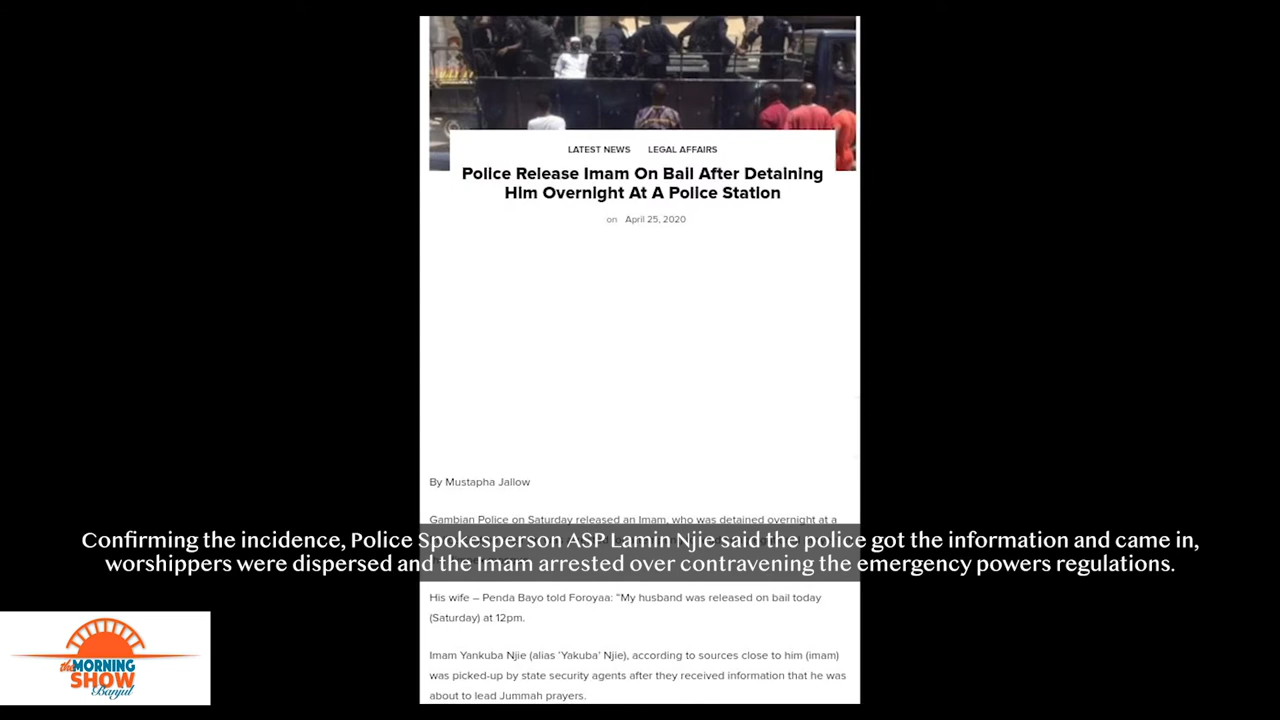 LATEST NEWS LEGAL AFFAIRS
Police Release Imam On Bail After Detaining
Him Overnight At A Police Station
on April 25, 2020
By Mustapha Jallow
Gambian Police on Saturday released an Imam, who was detained overnight at a
Confirming the incidence, Police Spokesperson ASP Lamin Njie said the police got the information and came in,
worshippers were dispersed and the Imam arrested over contravening the emergency powers regulations.
His wife – Penda Bayo told Foroyaa: "My husband was released on bail today
(Saturday) at 12pm.
Imam Yankuba Njie (alias 'Yakuba' Njie), according to sources close to him (imam)
was picked-up by state security agents after they received information that he was
about to lead Jummah prayers.
the MORNING
SHOW
Banjul